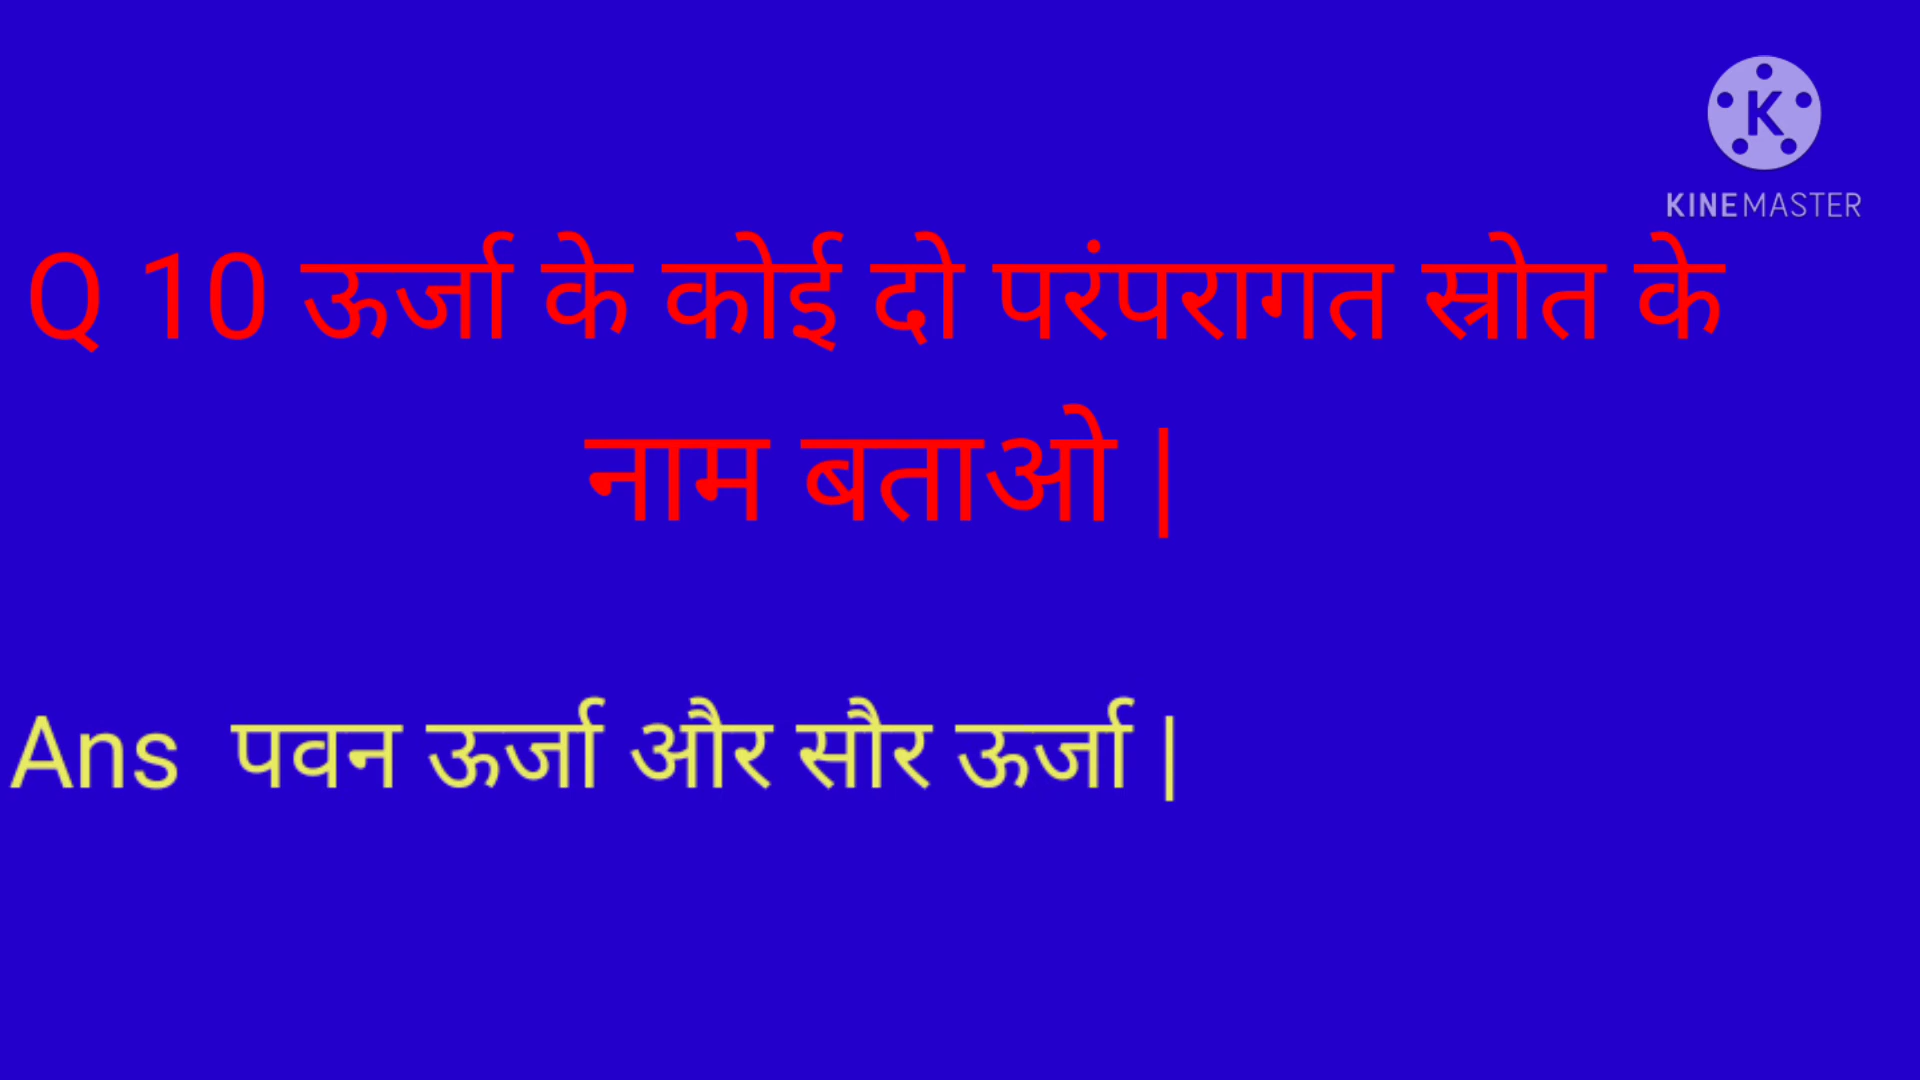 KINEMASTER
Q 10 ऊर्जा के कोई दो परंपरागत स्रोत के
नाम बताओ |
Ans पवन ऊर्जा और सौर ऊर्जा |